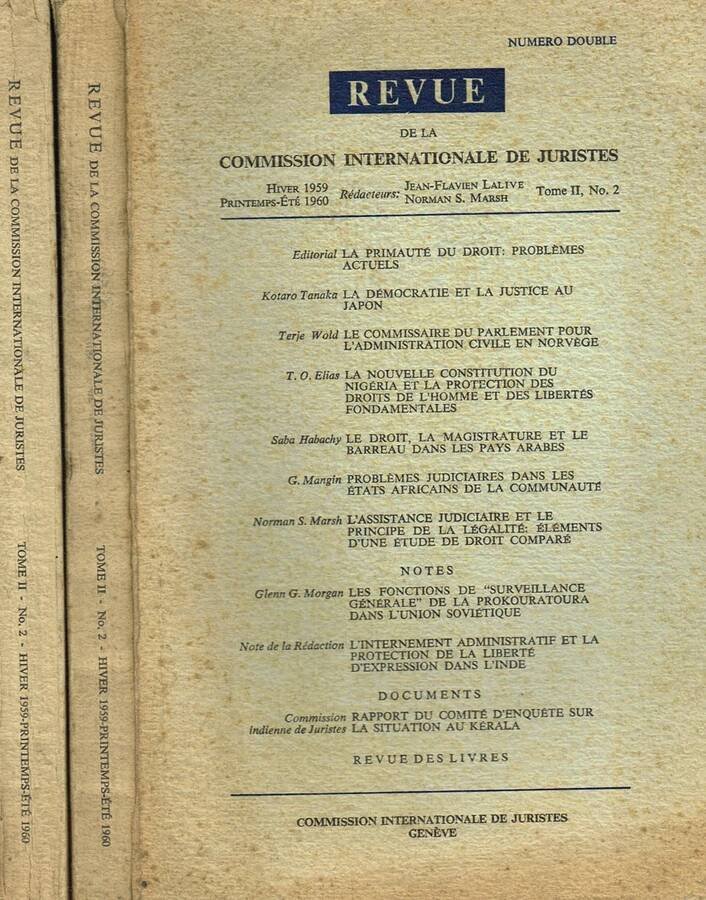 REVUE DE LA COMMISSION INTERNATIONALE DE JURISTES
TOME II - No. 2 - HIVER 1959-PRINTEMPS-ÉTÉ 1960
REVUE DE LA COMMISSION INTERNATIONALE DE JURISTES
TOME II - No. 2 - HIVER 1959-PRINTEMPS-ÉTÉ 1960
NUMERO DOUBLE
REVUE
DE LA
COMMISSION INTERNATIONALE DE JURISTES
HIVER 1959
PRINTEMPS-ÉTÉ 1960
Rédacteurs:
JEAN-FLAVIEN LALIVE
NORMAN S. MARSH
Tome II, No. 2
Editorial LA PRIMAUTÉ DU DROIT: PROBLÈMES
ACTUELS
Kotaro Tanaka LA DÉMOCRATIE ET LA JUSTICE AU
JAPON
Terje Wold LE COMMISSAIRE DU PARLEMENT POUR
L'ADMINISTRATION CIVILE EN NORVÈGE
T. O. Elias LA NOUVELLE CONSTITUTION DU
NIGÉRIA ET LA PROTECTION DES
DROITS DE L'HOMME ET DES LIBERTÉS
FONDAMENTALES
Saba Habachy LE DROIT, LA MAGISTRATURE ET LE
BARREAU DANS LES PAYS ARABES
G. Mangin PROBLÈMES JUDICIAIRES DANS LES
ÉTATS AFRICAINS DE LA COMMUNAUTÉ
Norman S. Marsh L'ASSISTANCE JUDICIAIRE ET LE
PRINCIPE DE LA LÉGALITÉ: ÉLÉMENTS
D'UNE ÉTUDE DE DROIT COMPARÉ
NOTES
Glenn G. Morgan LES FONCTIONS DE "SURVEILLANCE
GÉNÉRALE" DE LA PROKOURATOURA
DANS L'UNION SOVIÉTIQUE
Note de la Rédaction L'INTERNEMENT ADMINISTRATIF ET LA
PROTECTION DE LA LIBERTÉ
D'EXPRESSION DANS L'INDE
DOCUMENTS
Commission RAPPORT DU COMITÉ D'ENQUÊTE SUR
indienne de Juristes LA SITUATION AU KÉRALA
REVUE DES LIVRES
COMMISSION INTERNATIONALE DE JURISTES
GENÈVE